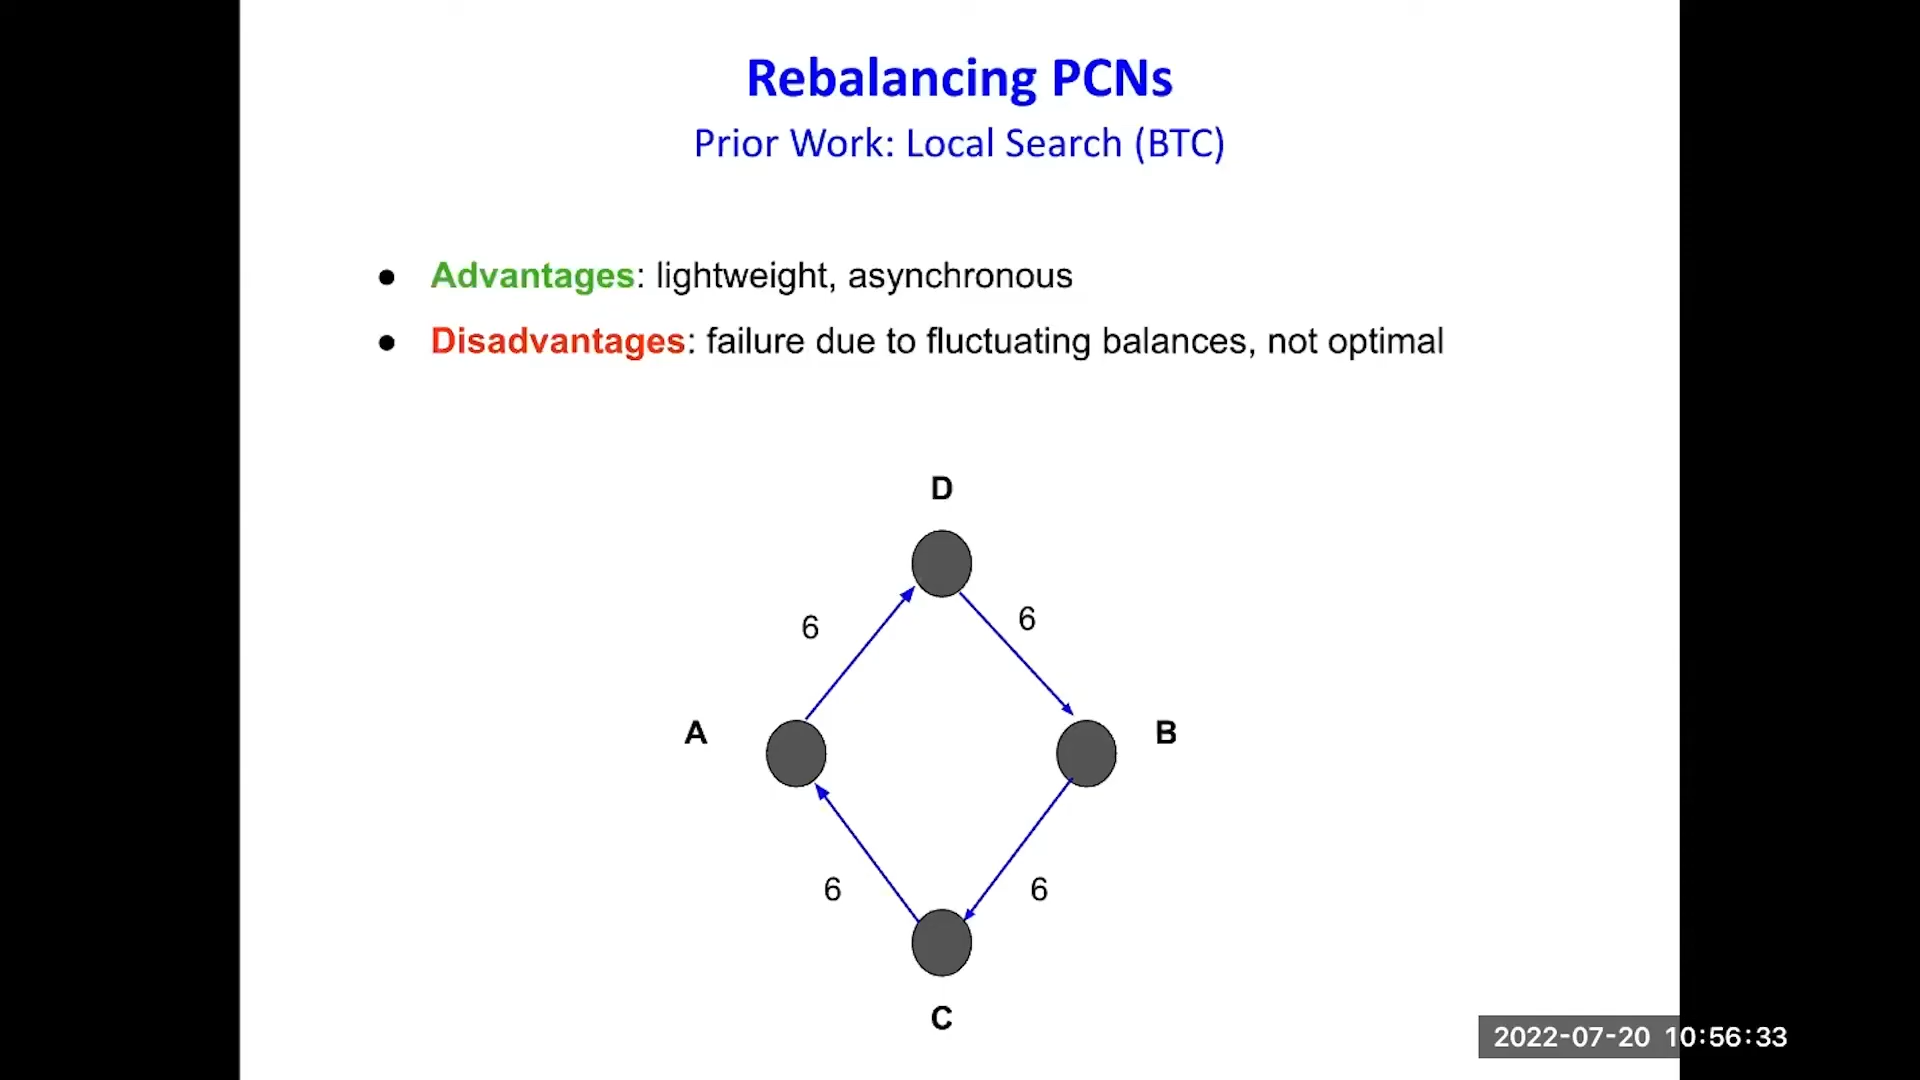 Rebalancing PCNs
Prior Work: Local Search (BTC)
● Advantages: lightweight, asynchronous
● Disadvantages: failure due to fluctuating balances, not optimal
D
6
6
A
B
6
6
C
2022-07-20 10:56:33